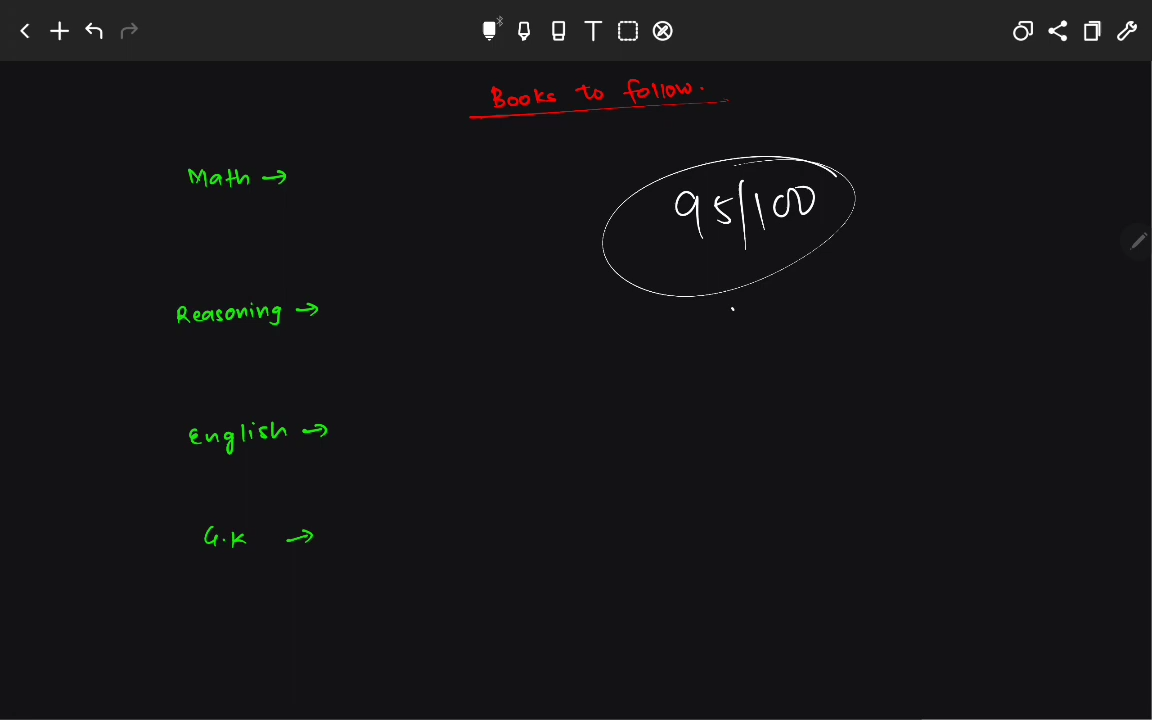 Books to follow.
Math →
95/100
Reasoning →
English →
G.K →